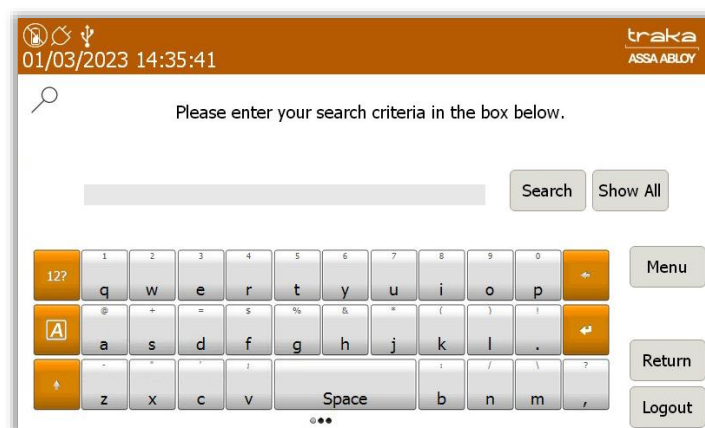 traka
01/03/2023 14:35:41
ASSA ABLOY
Please enter your search criteria in the box below.
Search Show All
1 2 3 4 5 6 7 8 9 0
12? q w e r t y u i o p
Menu
@ + = $ % & * ( ) !
A a s d f g h j k l .
: / \ ?
z x c v Space b n m ,
Return
Logout